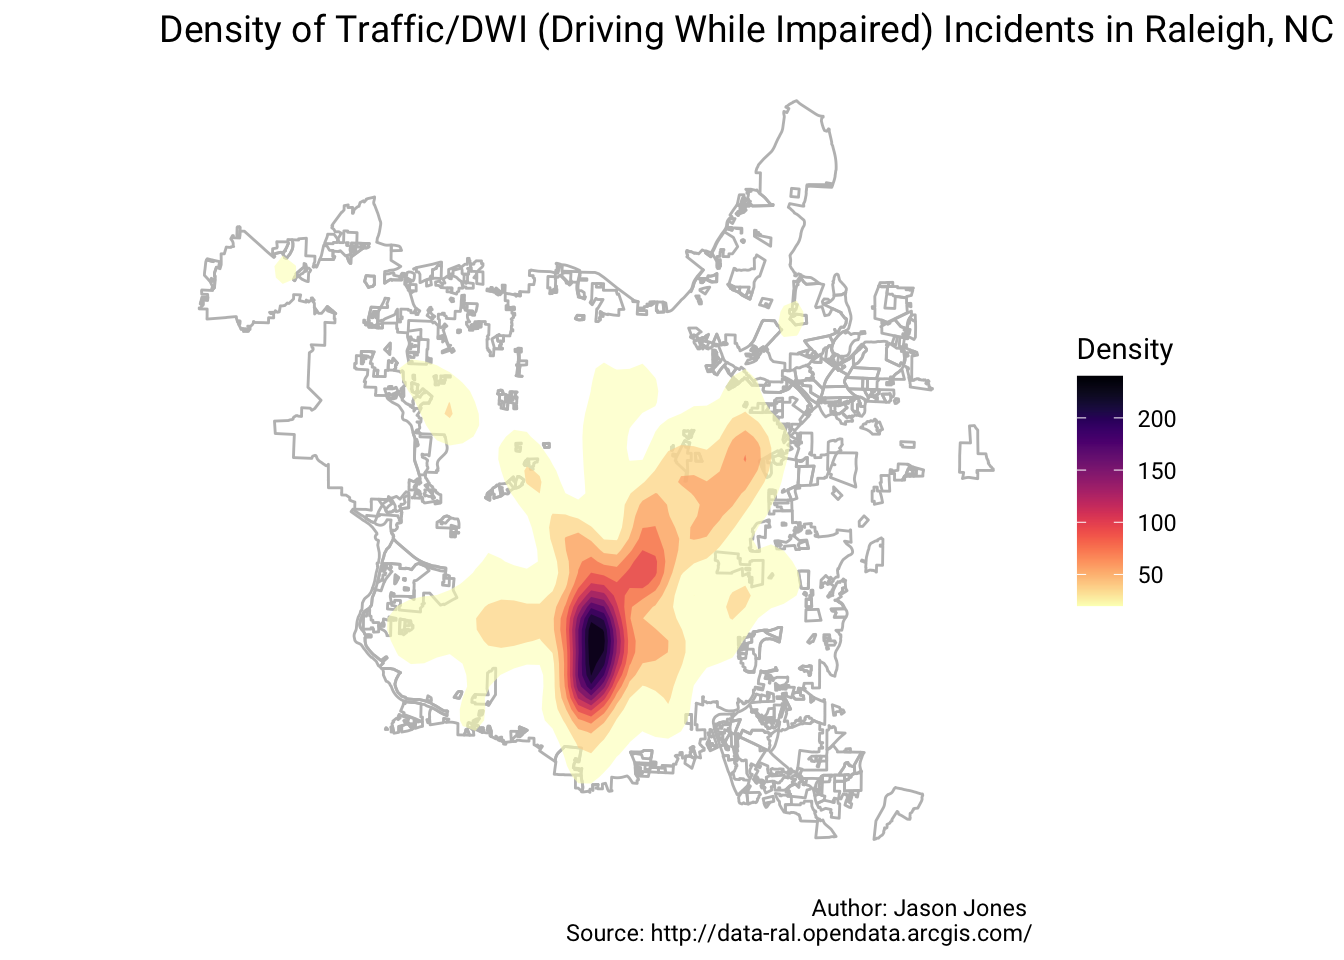 Density of Traffic/DWI (Driving While Impaired) Incidents in Raleigh, NC
Density
200
150
100
50
Author: Jason Jones
Source: http://data-ral.opendata.arcgis.com/